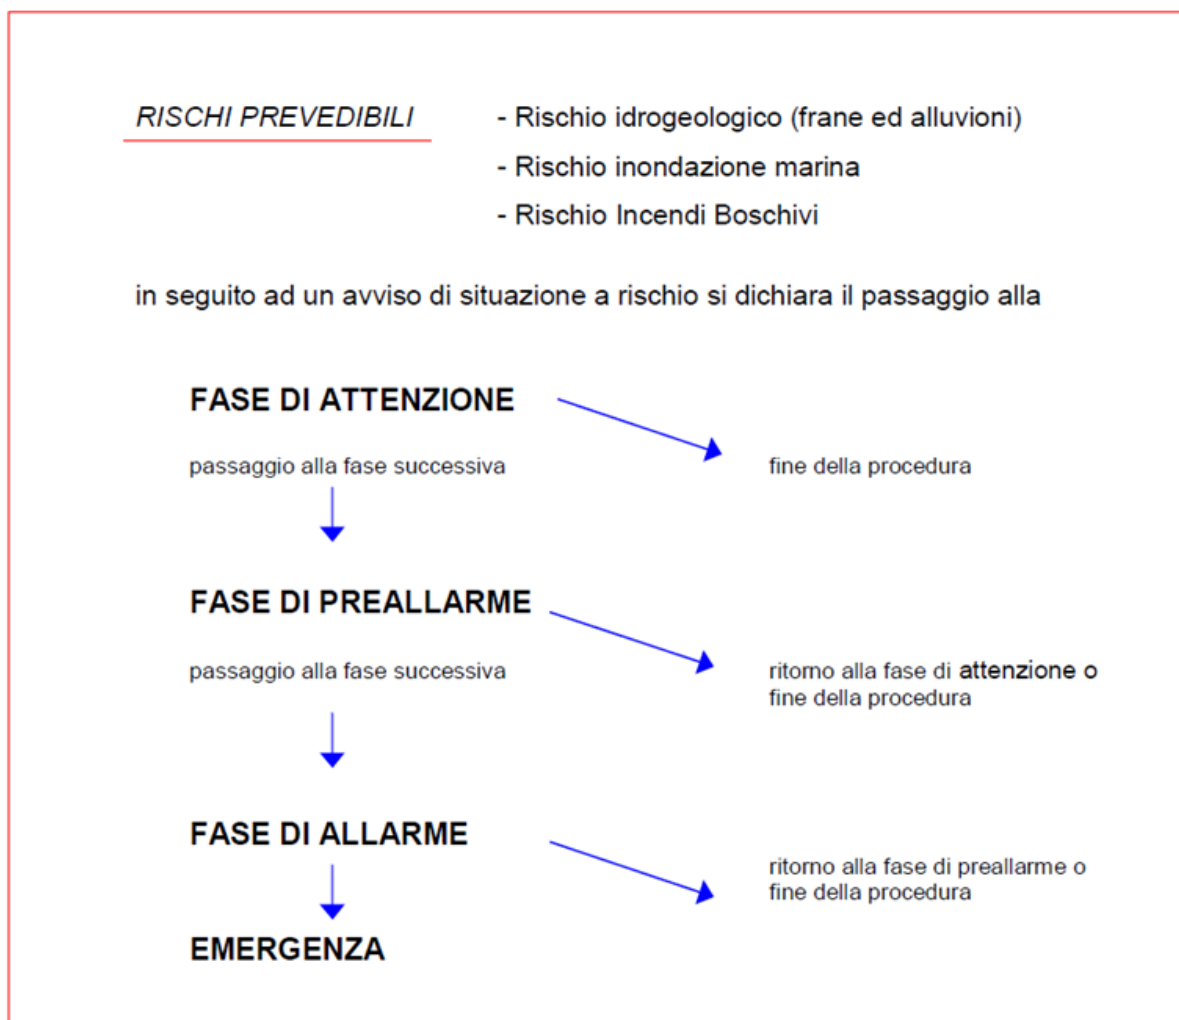 RISCHI PREVEDIBILI - Rischio idrogeologico (frane ed alluvioni)
- Rischio inondazione marina
- Rischio Incendi Boschivi
in seguito ad un avviso di situazione a rischio si dichiara il passaggio alla
FASE DI ATTENZIONE
passaggio alla fase successiva fine della procedura
FASE DI PREALLARME
passaggio alla fase successiva ritorno alla fase di attenzione o
fine della procedura
FASE DI ALLARME
ritorno alla fase di preallarme o
fine della procedura
EMERGENZA